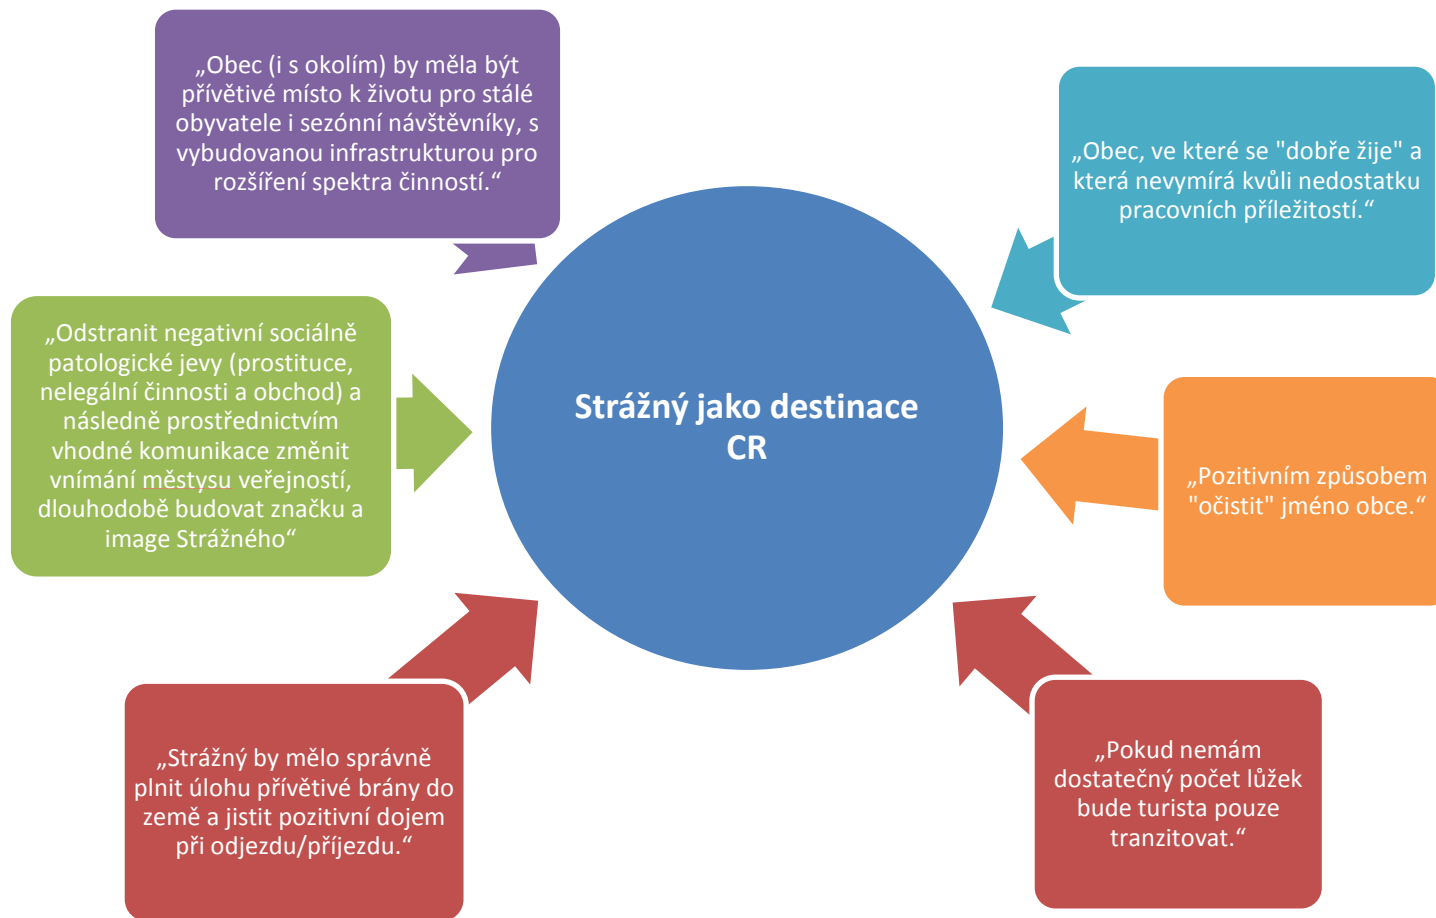 „Obec (i s okolím) by měla být
přívětivé místo k životu pro stálé
obyvatele i sezónní návštěvníky, s
vybudovanou infrastrukturou pro
rozšíření spektra činností.“
„Obec, ve které se "dobře žije" a
která nevymírá kvůli nedostatku
pracovních příležitostí.“
„Odstranit negativní sociálně
patologické jevy (prostituce,
nelegální činnosti a obchod) a
následně prostřednictvím
vhodné komunikace změnit
vnímání městysu veřejností,
dlouhodobě budovat značku a
image Strážného“
Strážný jako destinace
CR
„Pozitivním způsobem
"očistit" jméno obce.“
„Strážný by mělo správně
plnit úlohu přívětivé brány do
země a jistit pozitivní dojem
při odjezdu/příjezdu.“
„Pokud nemám
dostatečný počet lůžek
bude turista pouze
tranzitovat.“